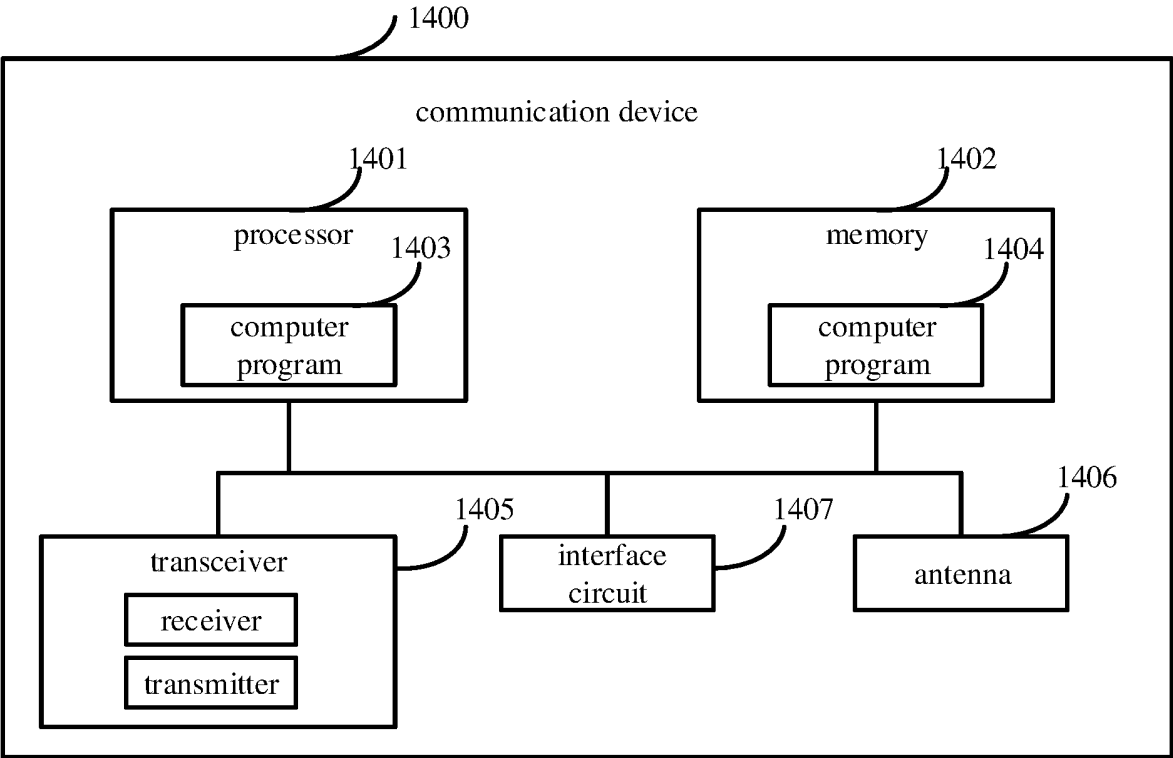 1400
communication device
1401
1402
processor
memory
1403
1404
computer
program
computer
program
1405
1407
1406
transceiver
interface
circuit
antenna
receiver
transmitter